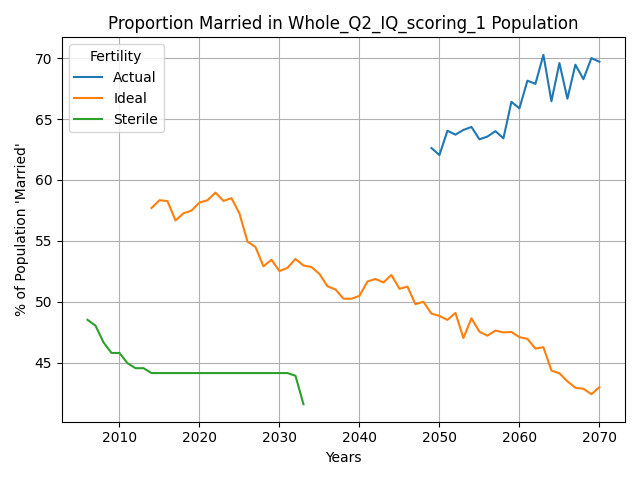 Proportion Married in Whole_Q2_IQ_scoring_1 Population
% of Population 'Married'
70
65
60
55
50
45
Fertility
Actual
Ideal
Sterile
2010 2020 2030 2040 2050 2060 2070
Years